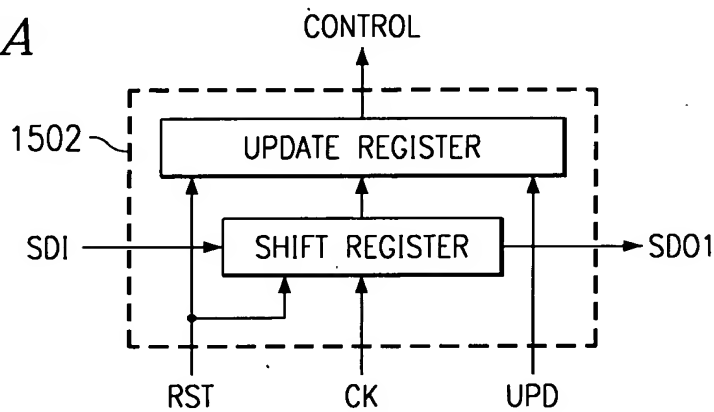 A
CONTROL
1502
UPDATE REGISTER
SDI
SHIFT REGISTER
SDO1
RST
CK
UPD